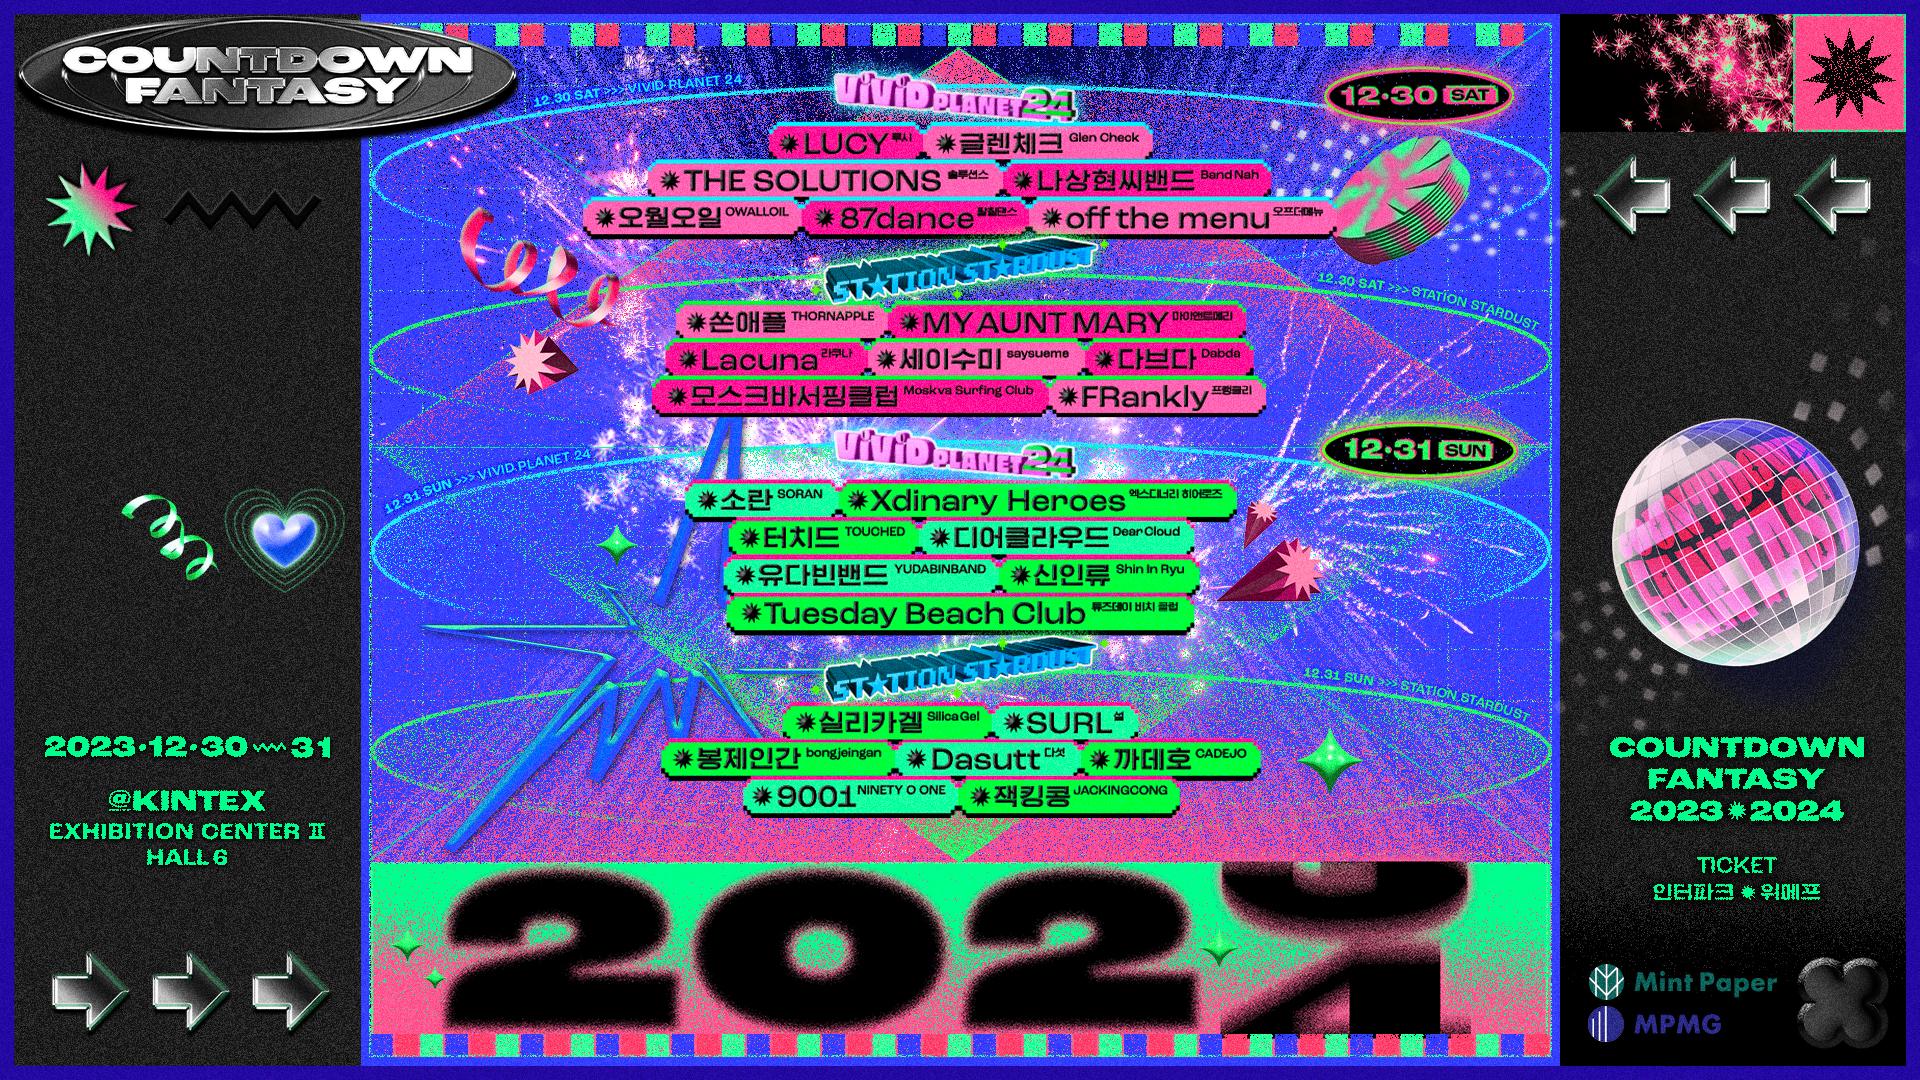 COUNTDOWN
FANTASY
12.30 SAT >>> VIVID PLANET 24
ViViD PLANET 24
12·30 SAT
LUCY 루시 글렌체크 Glen Check
THE SOLUTIONS 솔루션스 나상현씨밴드 Band Nah
오월오일 OWALLOIL 87dance 팔칠댄스 off the menu 오프더메뉴
STATION STARDUST
12.30 SAT >>> STATION STARDUST
쏜애플 THORNAPPLE MY AUNT MARY 마이앤트메리
Lacuna 라쿠나 세이수미 saysueme 다브다 Dabda
모스크바서핑클럽 Moskva Surfing Club FRankly 프랭클리
ViViD PLANET 24
12·31 SUN
12.31 SUN >>> VIVID PLANET 24
소란 SORAN Xdinary Heroes 엑스디너리 히어로즈
터치드 TOUCHED 디어클라우드 Dear Cloud
유다빈밴드 YUDABINBAND 신인류 Shin In Ryu
Tuesday Beach Club 튜즈데이 비치 클럽
STATION STARDUST
12.31 SUN >>> STATION STARDUST
실리카겔 Silica Gel SURL 설
봉제인간 bongjeingan Dasutt 다섯 까데호 CADEJO
9001 NINETY O ONE 잭킹콩 JACKINGCONG
202
4
2023·12·30 31
@KINTEX
EXHIBITION CENTER II
HALL 6
COUNTDOWN
FANTASY
COUNTDOWN
FANTASY
2023 2024
TICKET
인터파크 위메프
Mint Paper
MPMG